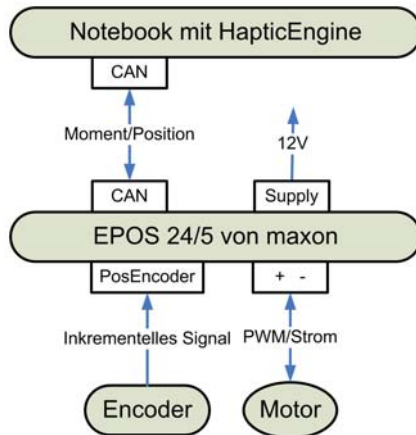 Notebook mit HapticEngine
CAN
Moment/Position
12V
CAN
Supply
EPOS 24/5 von maxon
PosEncoder
+ -
Inkrementelles Signal
PWM/Strom
Encoder
Motor